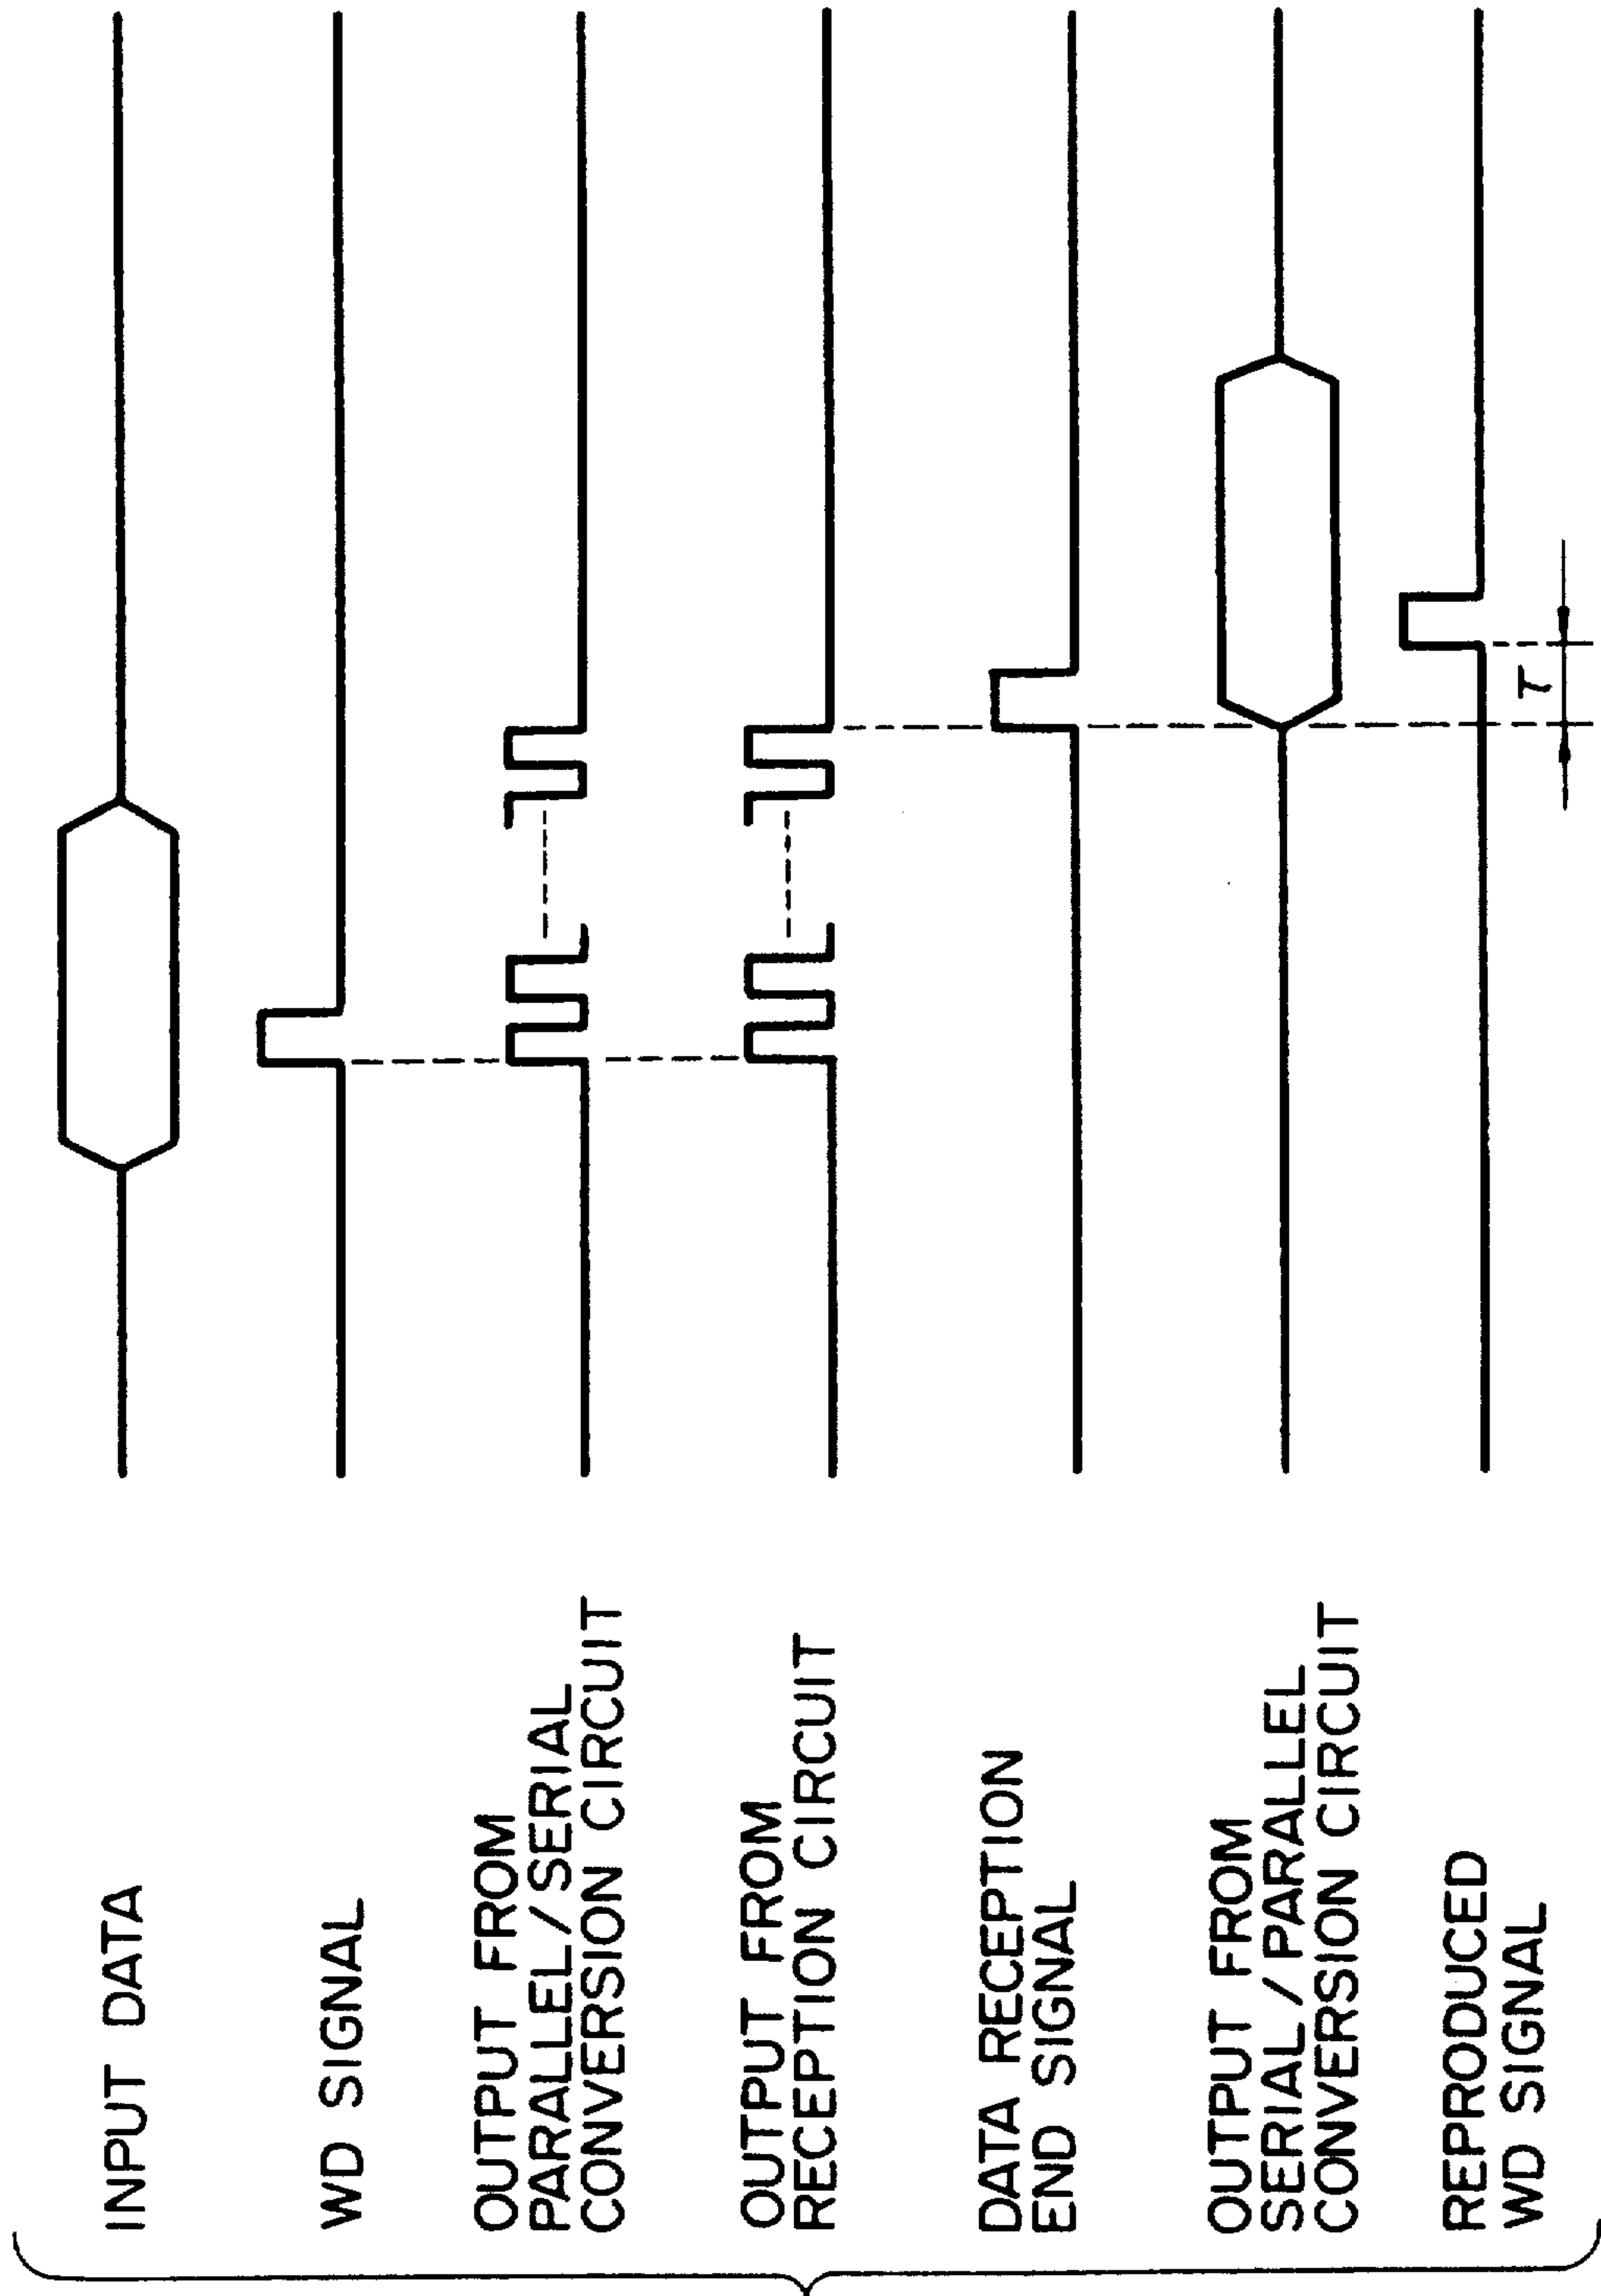 INPUT DATA
WD SIGNAL
OUTPUT FROM
PARALLEL/SERIAL
CONVERSION CIRCUIT
OUTPUT FROM
RECEPTION CIRCUIT
DATA RECEPTION
END SIGNAL
OUTPUT FROM
SERIAL/PARALLEL
CONVERSION CIRCUIT
REPRODUCED
WD SIGNAL
τ